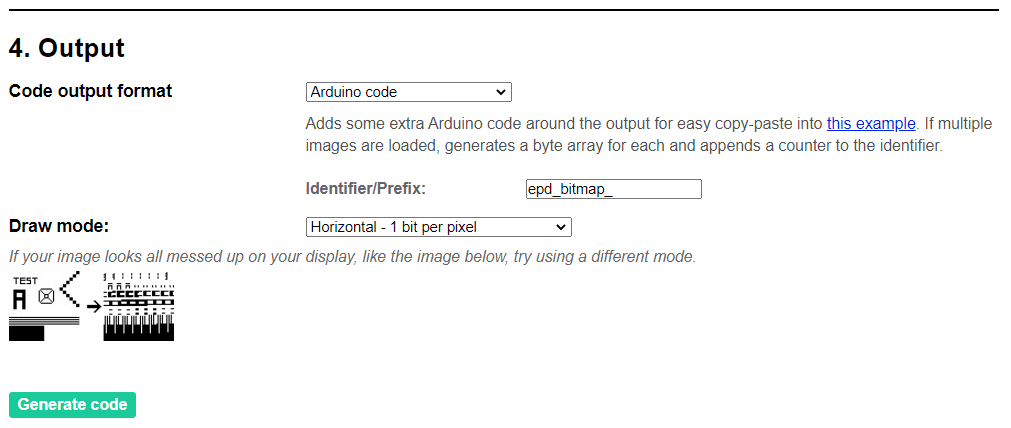 4. Output
Code output format
Arduino code
Adds some extra Arduino code around the output for easy copy-paste into this example. If multiple
images are loaded, generates a byte array for each and appends a counter to the identifier.
Identifier/Prefix:
epd_bitmap_
Draw mode:
Horizontal - 1 bit per pixel
If your image looks all messed up on your display, like the image below, try using a different mode.
TEST
A
Generate code